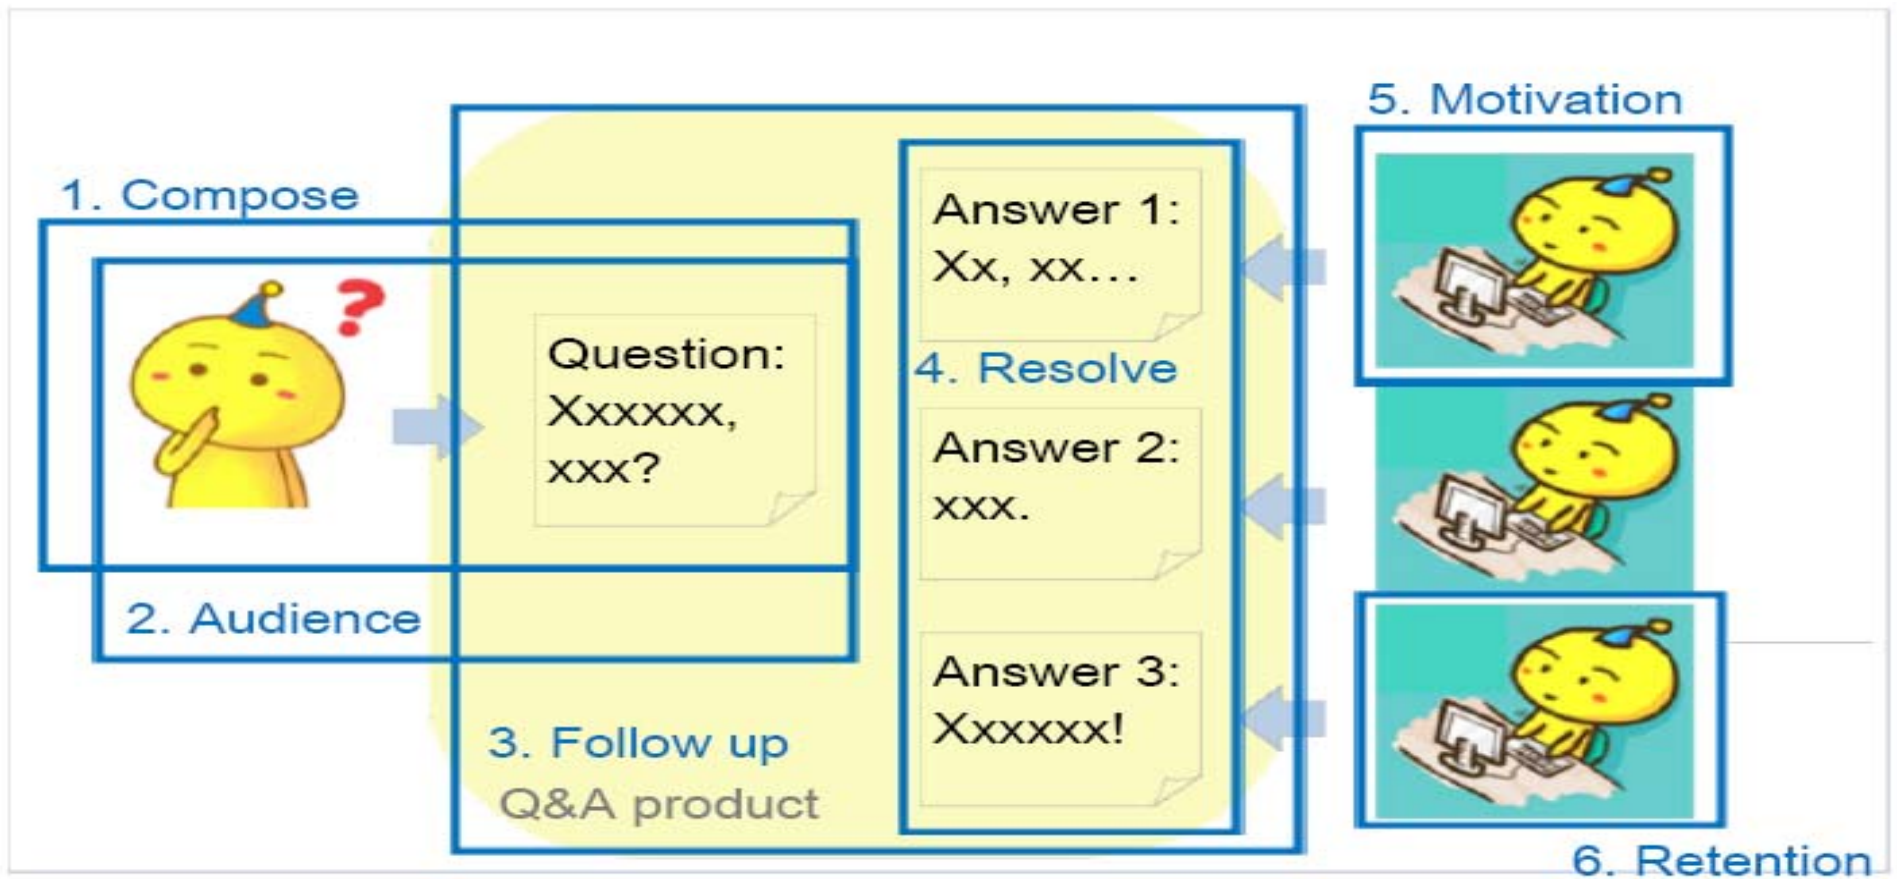 5. Motivation
1. Compose
Answer 1:
Xx, xx...
Question:
Xxxxxx,
xxx?
4. Resolve
Answer 2:
xxx.
2. Audience
Answer 3:
Xxxxxx!
3. Follow up
Q&A product
6. Retention
?